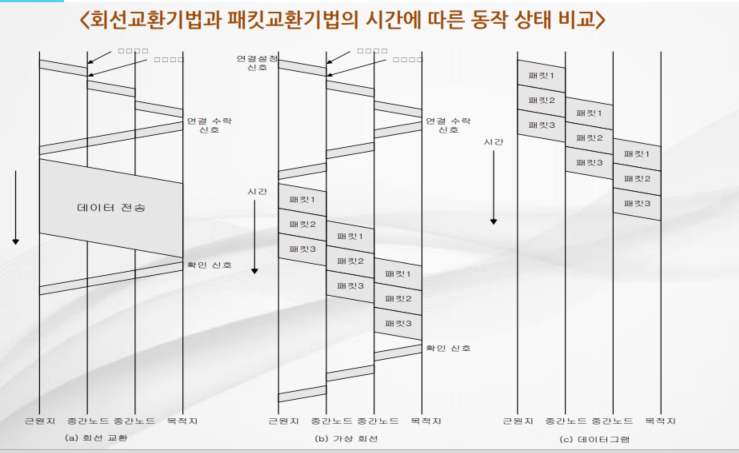 <회선교환기법과 패킷교환기법의 시간에 따른 동작 상태 비교>
□□□□
□□□□
연결 수락
신호
데이터 전송
확인 신호
근원지 중간노드 중간노드 목적지
(a) 회선 교환
연결설정
신호
□□□□
□□□□
연결 수락
신호
시간
패킷1
패킷2
패킷3
패킷1
패킷2
패킷3
패킷1
패킷2
패킷3
확인 신호
근원지 중간노드 중간노드 목적지
(b) 가상 회선
시간
패킷1
패킷2
패킷3
패킷1
패킷2
패킷3
패킷1
패킷2
패킷3
근원지 중간노드 중간노드 목적지
(c) 데이터그램